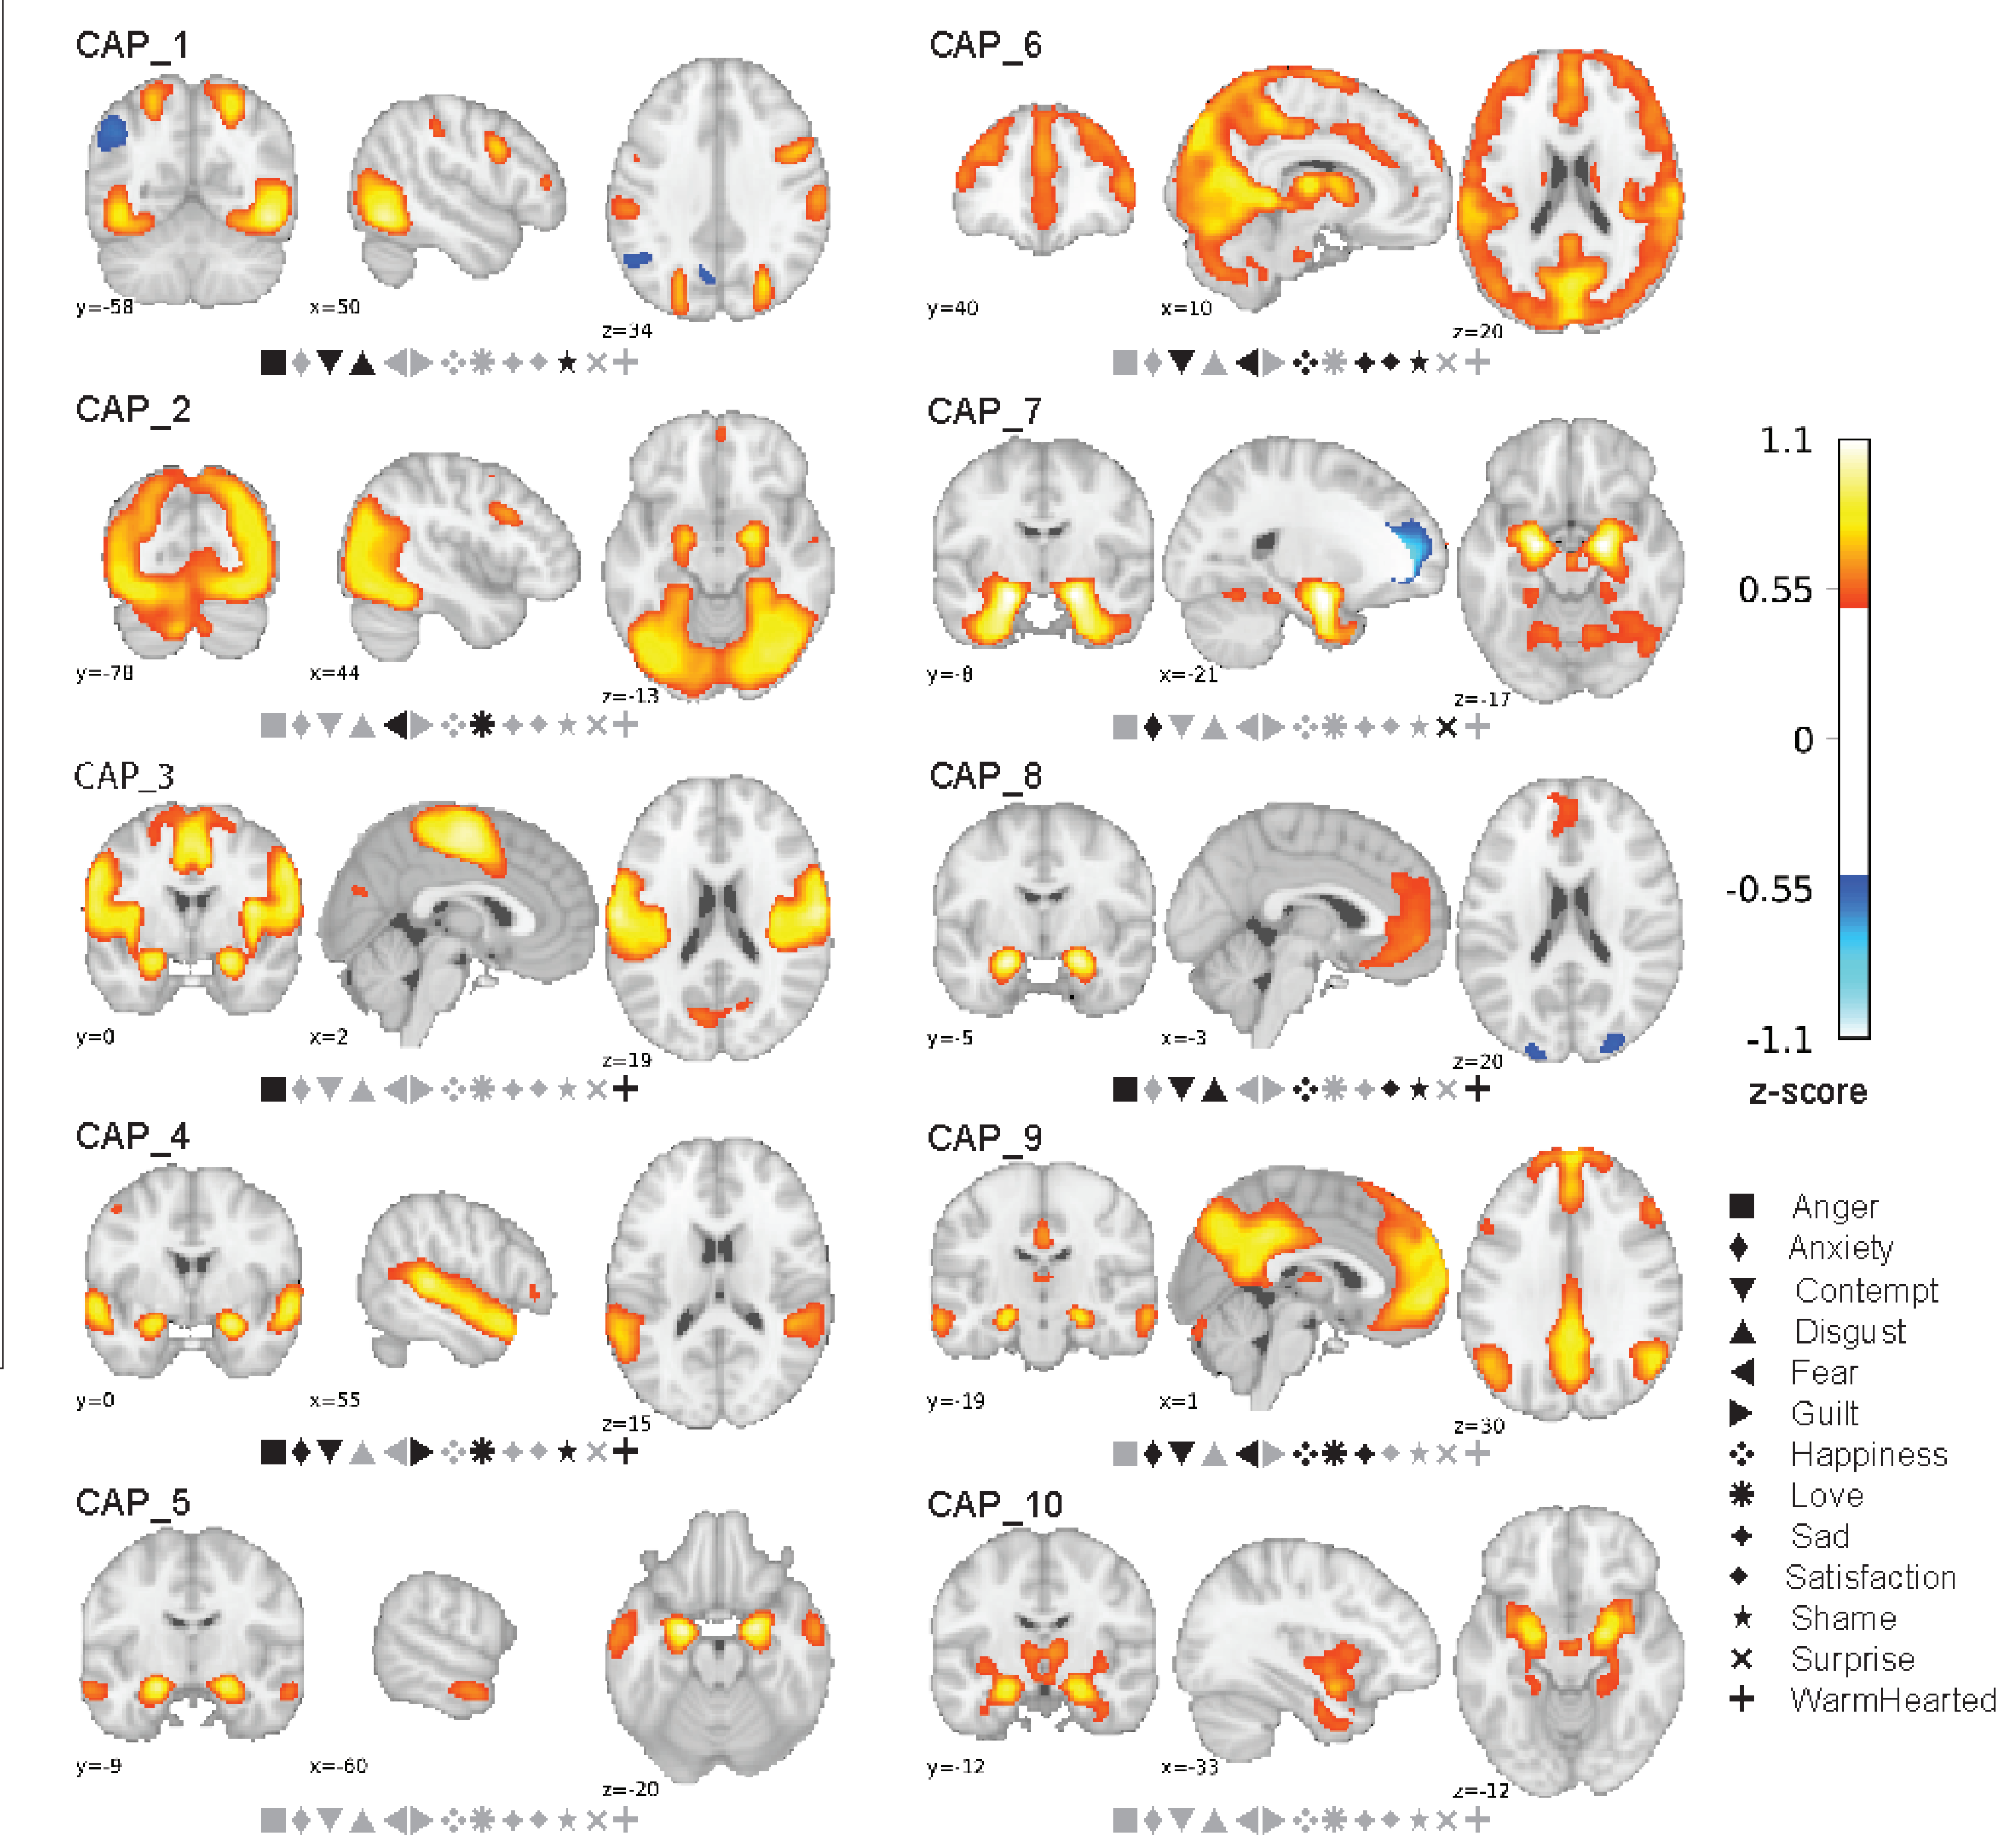 CAP_1
y=-58
x=50
z=34
CAP_6
y=40
x=10
z=20
CAP_2
y=-78
x=44
z=-13
CAP_7
y=-8
x=-21
z=-17
CAP_3
y=0
x=2
z=19
CAP_8
y=-5
x=-3
z=20
CAP_4
y=0
x=55
z=15
CAP_9
y=-19
x=1
z=30
CAP_5
y=-9
x=-60
z=-20
CAP_10
y=-12
x=-33
z=-12
1.1
0.55
0
-0.55
-1.1
z-score
Anger
Anxiety
Contempt
Disgust
Fear
Guilt
Happiness
Love
Sad
Satisfaction
Shame
Surprise
WarmHearted